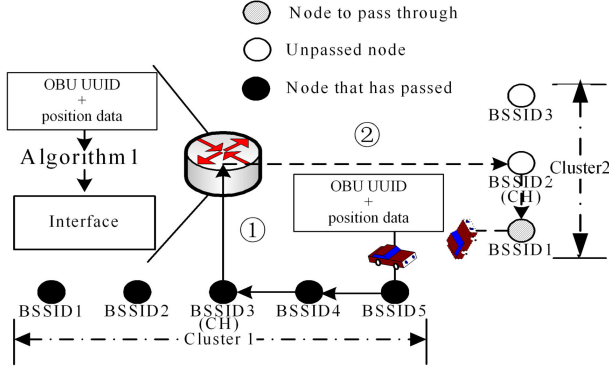 Node to pass through
Unpassed node
Node that has passed
OBU UUID
+
position data
Algorithm1
Interface
①
②
OBU UUID
+
position data
BSSID3
BSSID2
(CH)
BSSID1
Cluster2
BSSID1
BSSID2
BSSID3
(CH)
BSSID4
BSSID5
Cluster 1